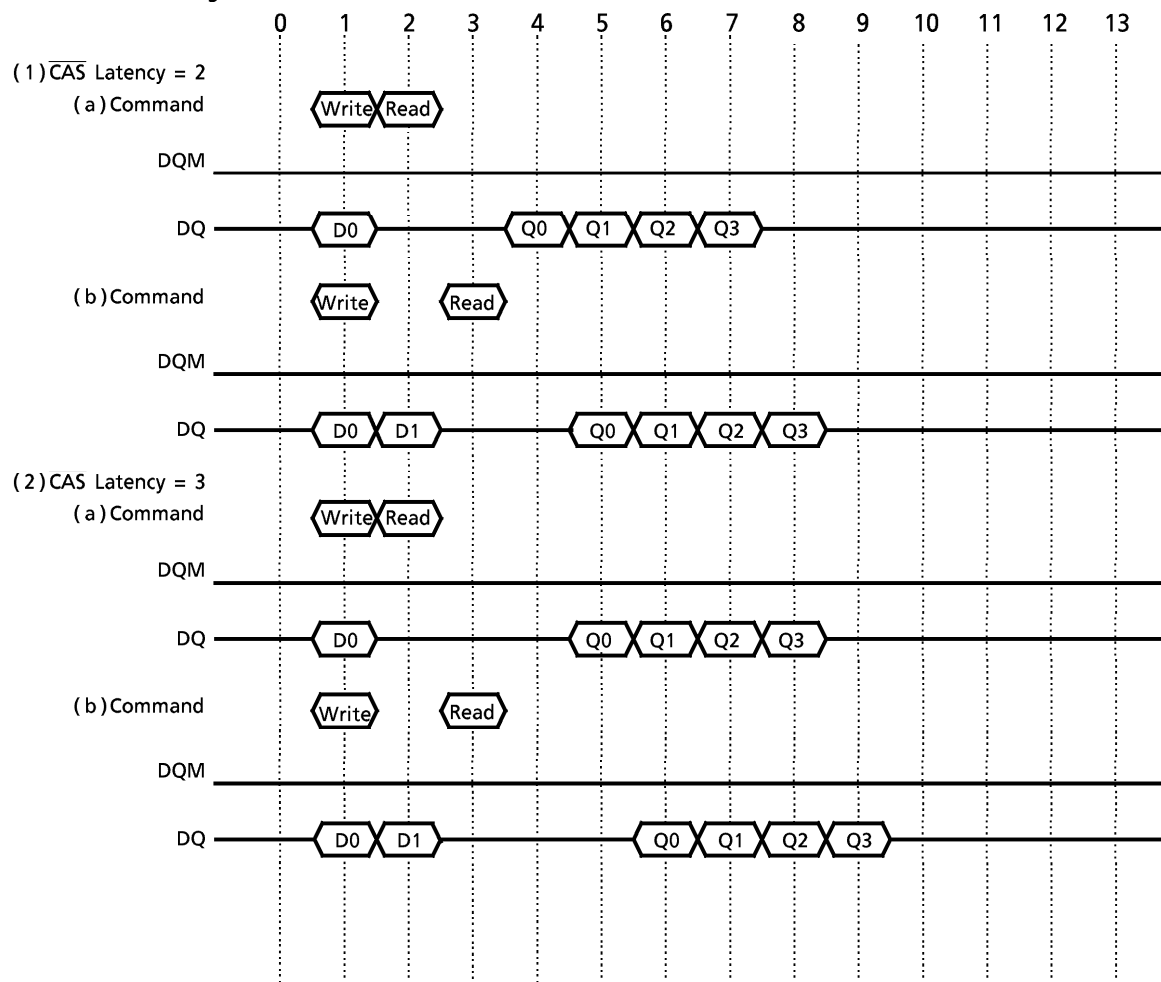 0 1 2 3 4 5 6 7 8 9 10 11 12 13
(1) CAS Latency = 2
(a) Command Write Read
DQM
DQ D0 Q0 Q1 Q2 Q3
(b) Command Write Read
DQM
DQ D0 D1 Q0 Q1 Q2 Q3
(2) CAS Latency = 3
(a) Command Write Read
DQM
DQ D0 Q0 Q1 Q2 Q3
(b) Command Write Read
DQM
DQ D0 D1 Q0 Q1 Q2 Q3